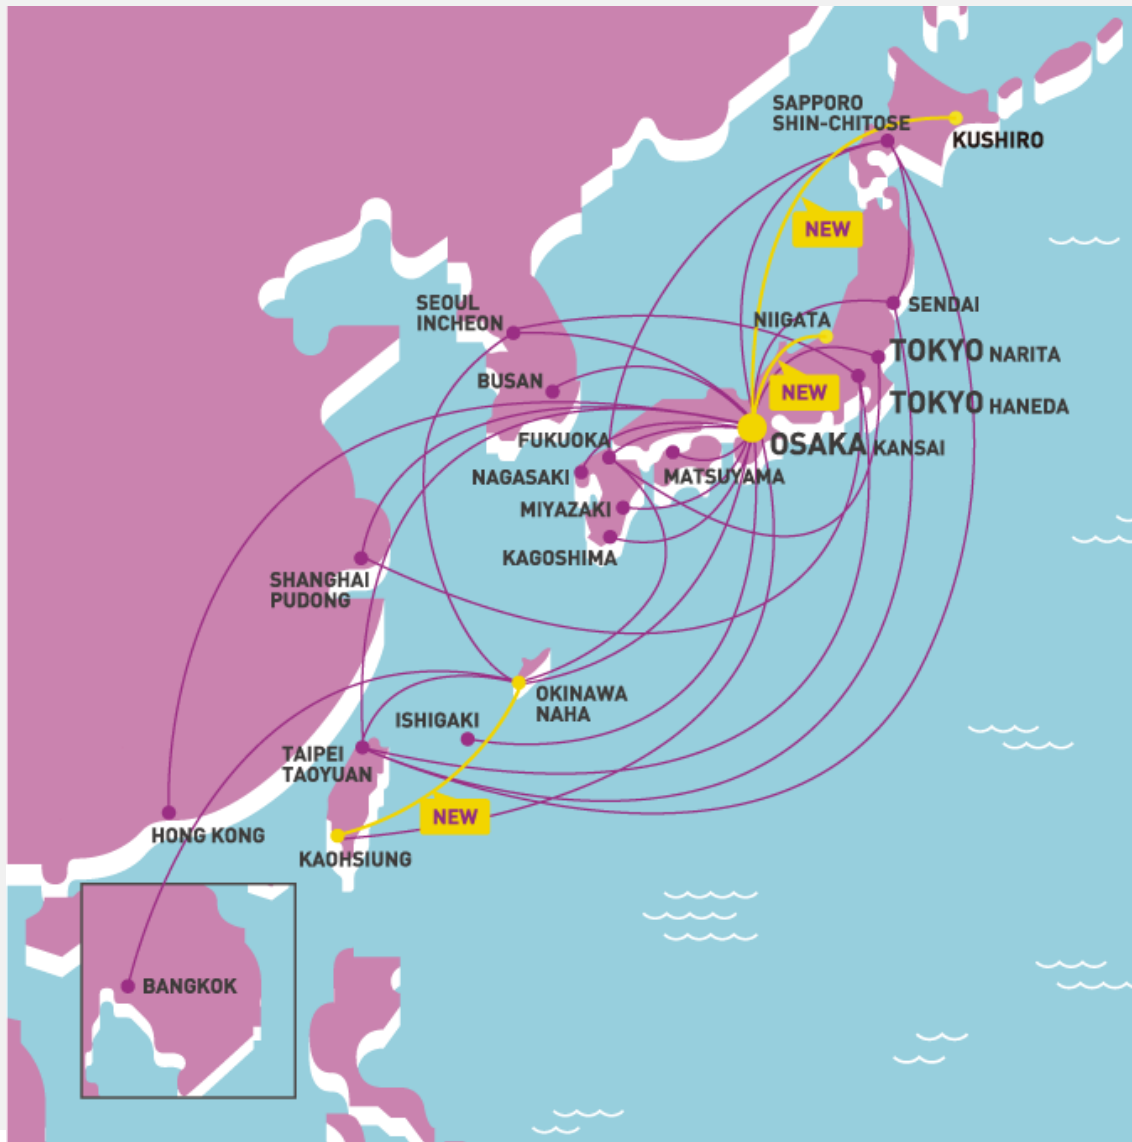 SAPPORO
SHIN-CHITOSE
KUSHIRO
NEW
SEOUL
INCHEON
SENDAI
NIIGATA
TOKYO NARITA
BUSAN
NEW
TOKYO HANEDA
FUKUOKA
OSAKA KANSAI
NAGASAKI
MATSUYAMA
MIYAZAKI
KAGOSHIMA
SHANGHAI
PUDONG
OKINAWA
NAHA
ISHIGAKI
TAIPEI
TAOYUAN
NEW
HONG KONG
KAOHSIUNG
BANGKOK